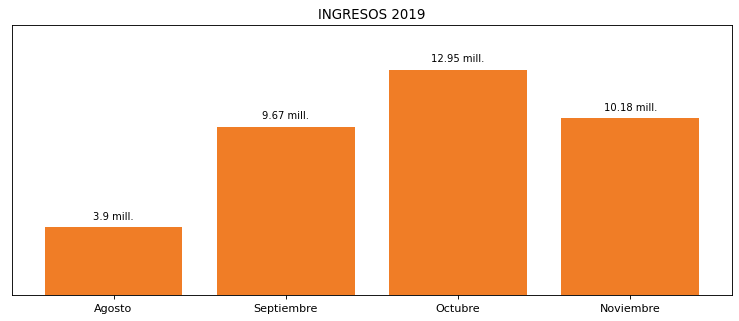 INGRESOS 2019
3.9 mill.
9.67 mill.
12.95 mill.
10.18 mill.
Agosto
Septiembre
Octubre
Noviembre